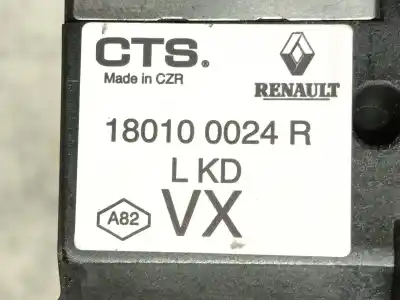 CTS.
Made in CZR
RENAULT
18010 0024 R
L KD
A82
VX